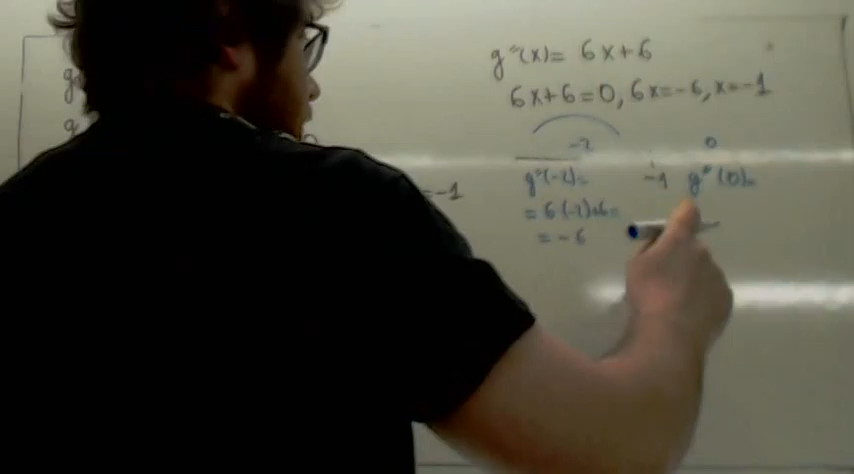 g''(x)= 6x+6
6x+6=0, 6x=-6, x=-1
-2 0
g''(-2)= -1 g''(0)=
= 6(-2)+6=
= -6
g
g
=-1